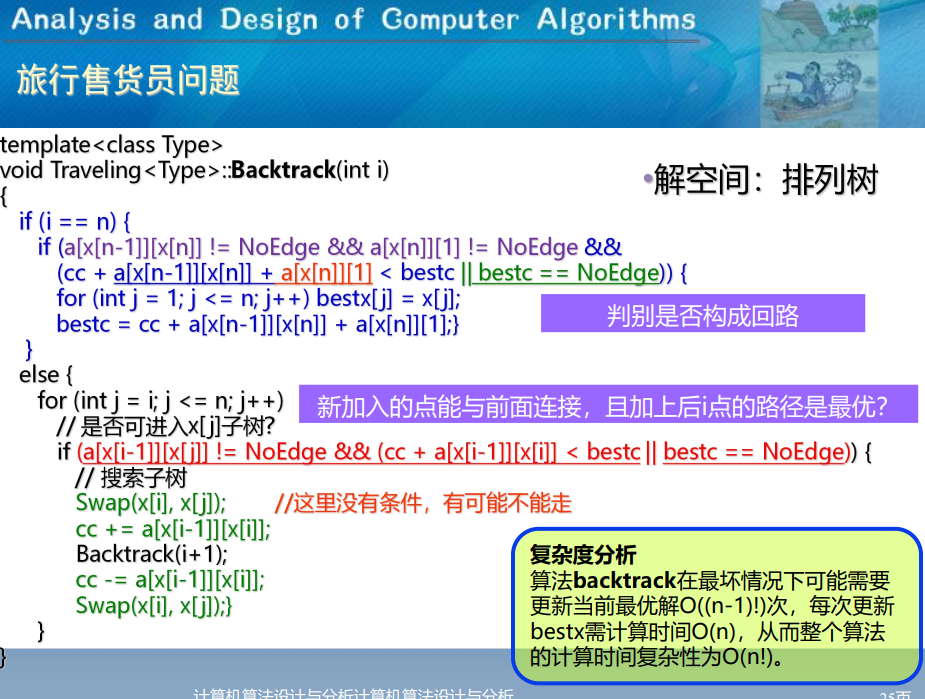 Analysis and Design of Computer Algorithms
旅行售货员问题
template<class Type>
void Traveling<Type>::Backtrack(int i)
•解空间：排列树
{
if (i == n) {
if (a[x[n-1]][x[n]] != NoEdge && a[x[n]][1] != NoEdge &&
(cc + a[x[n-1]][x[n]] + a[x[n]][1] < bestc || bestc == NoEdge)) {
for (int j = 1; j <= n; j++) bestx[j] = x[j];
bestc = cc + a[x[n-1]][x[n]] + a[x[n]][1];}
判别是否构成回路
}
else {
for (int j = i; j <= n; j++)
新加入的点能与前面连接，且加上后i点的路径是最优？
// 是否可进入x[j]子树?
if (a[x[i-1]][x[j]] != NoEdge && (cc + a[x[i-1]][x[i]] < bestc || bestc == NoEdge)) {
// 搜索子树
Swap(x[i], x[j]); //这里没有条件，有可能不能走
cc += a[x[i-1]][x[i]];
Backtrack(i+1);
cc -= a[x[i-1]][x[i]];
Swap(x[i], x[j]);}
}
}
复杂度分析
算法backtrack在最坏情况下可能需要
更新当前最优解O((n-1)!)次，每次更新
bestx需计算时间O(n)，从而整个算法
的计算时间复杂性为O(n!)。
计算机算法设计与分析计算机算法设计与分析
25页